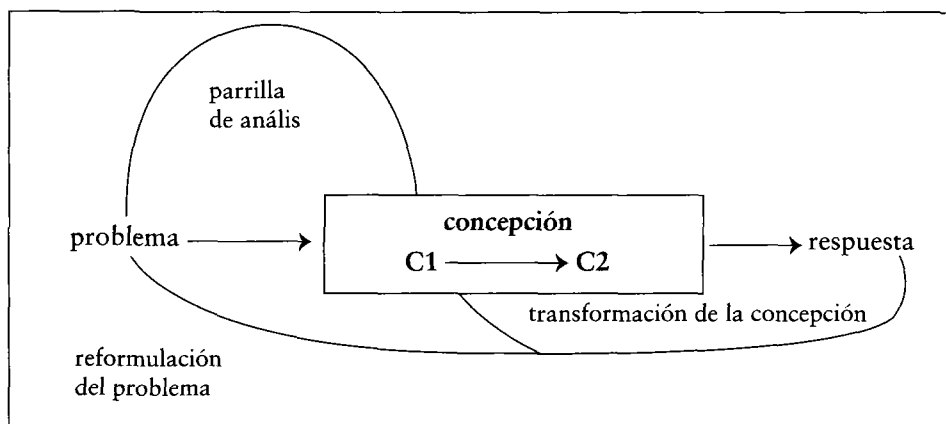 parrilla
de anális
concepción
problema
respuesta
C1
C2
transformación de la concepción
reformulación
del problema